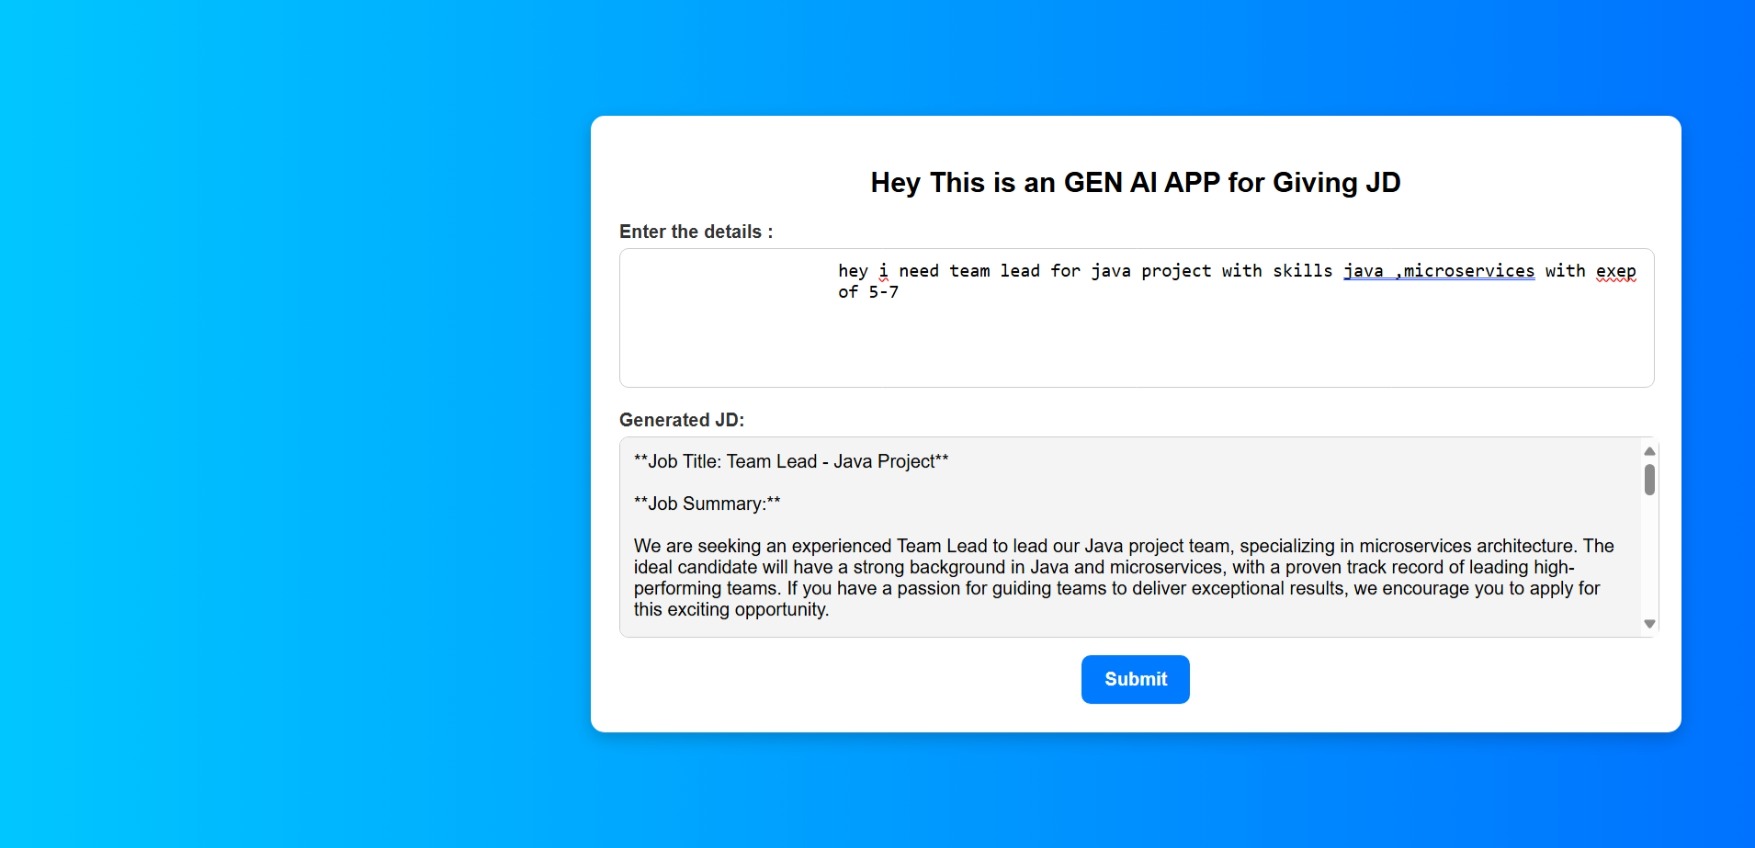 Hey This is an GEN AI APP for Giving JD
Enter the details :
hey i need team lead for java project with skills java ,microservices with exep
of 5-7
Generated JD:
**Job Title: Team Lead - Java Project**
**Job Summary:**
We are seeking an experienced Team Lead to lead our Java project team, specializing in microservices architecture. The
ideal candidate will have a strong background in Java and microservices, with a proven track record of leading high-
performing teams. If you have a passion for guiding teams to deliver exceptional results, we encourage you to apply for
this exciting opportunity.
Submit